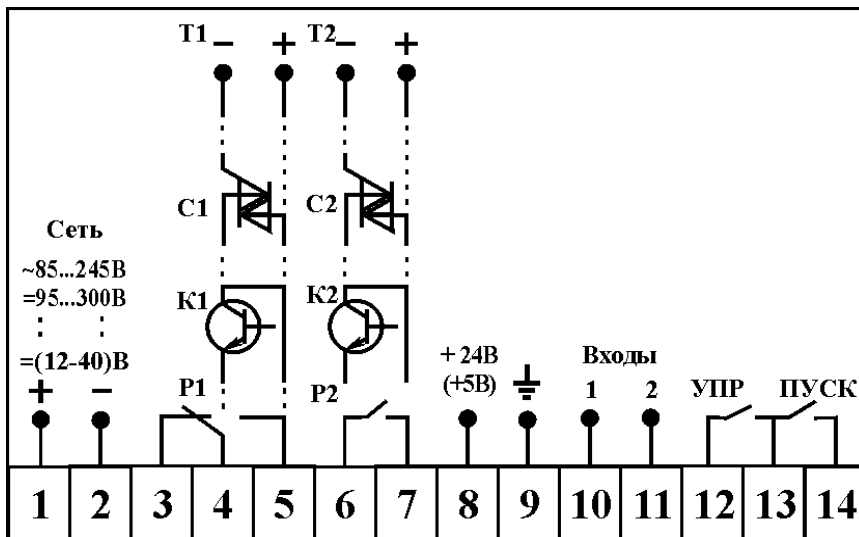 Т1 − + Т2 − +
С1 С2
Сеть
~85...245В
=95...300В
К1 К2
=(12-40)В
+ −
Р1 Р2
+ 24В
(+5В)
Входы
1 2
УПР ПУСК
1 2 3 4 5 6 7 8 9 10 11 12 13 14